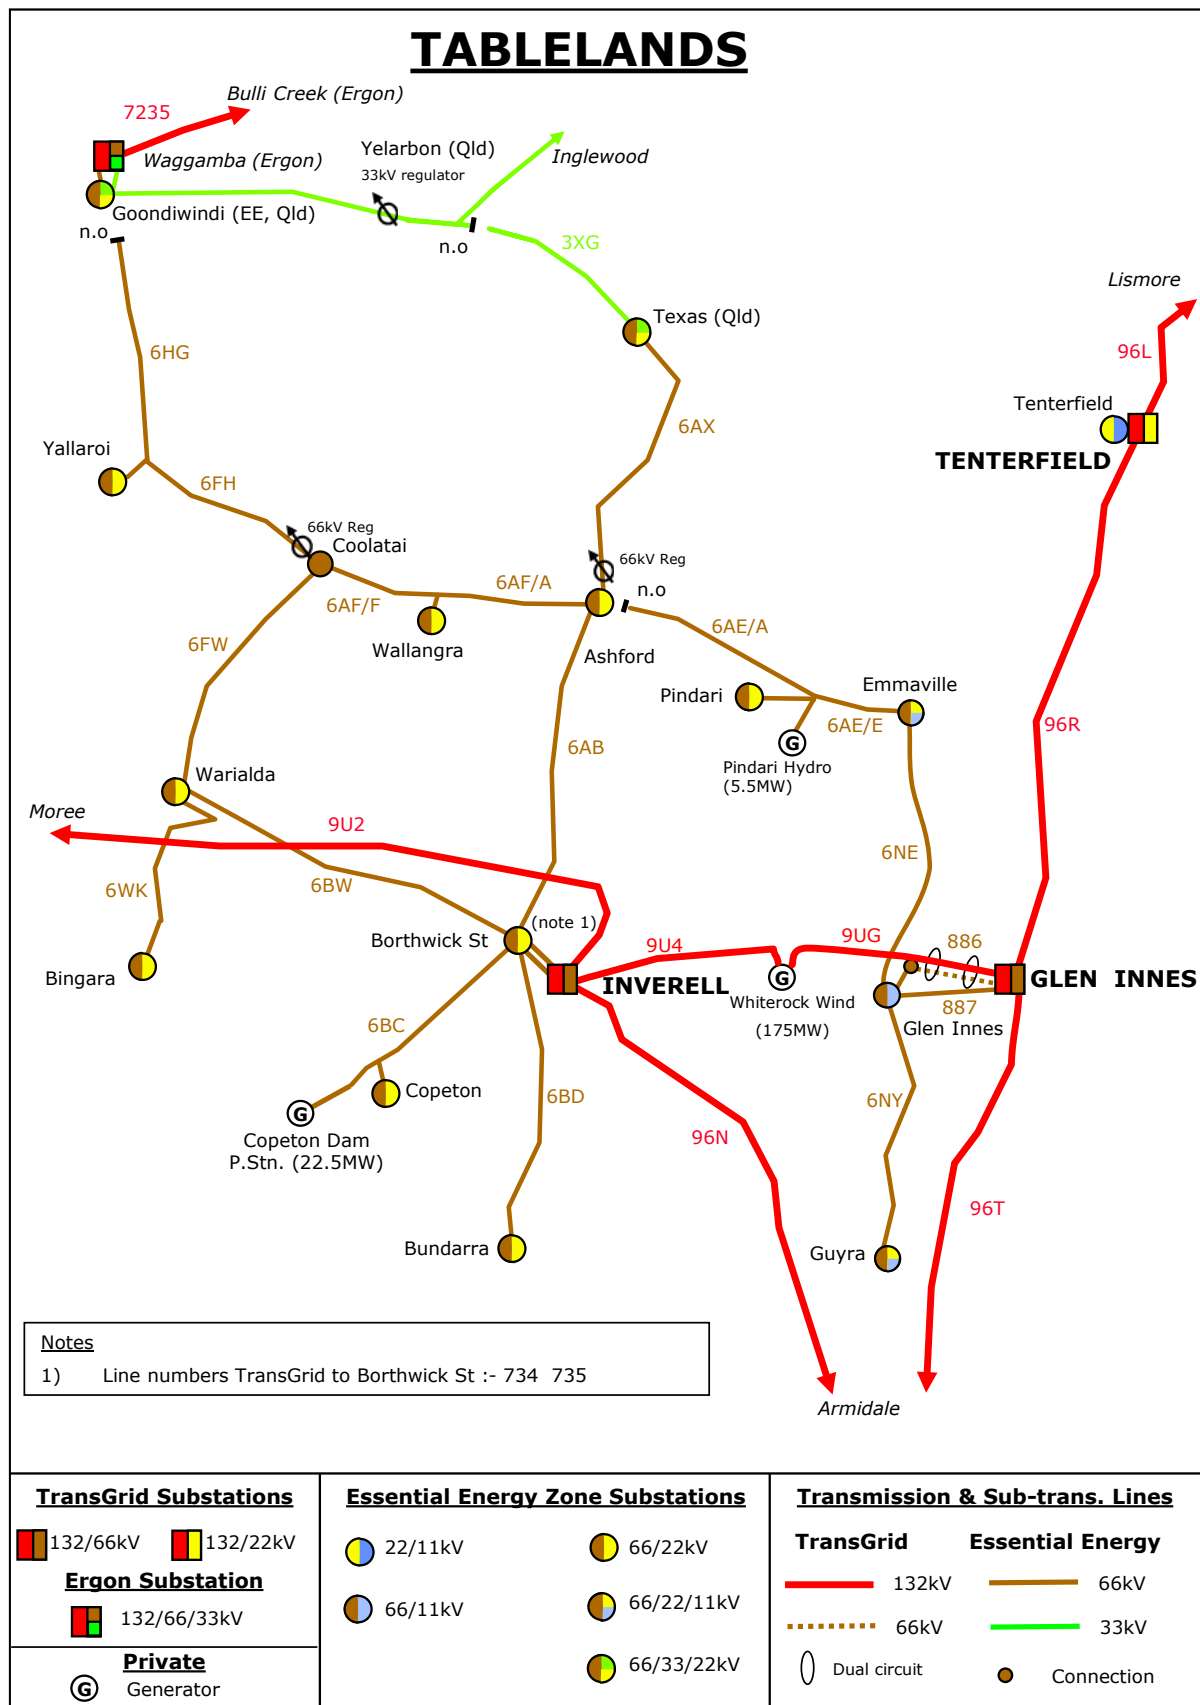 TABLELANDS
Bulli Creek (Ergon)
7235
Waggamba (Ergon)
Yelarbon (Qld)
33kV regulator
Inglewood
Goondiwindi (EE, Qld)
n.o
n.o
3XG
Lismore
Texas (Qld)
6HG
96L
Tenterfield
6AX
Yallaroi
TENTERFIELD
6FH
66kV Reg
Coolatai
66kV Reg
6AF/A
n.o
6AF/F
6AE/A
6FW
Wallangra
Ashford
Emmaville
Pindari
6AE/E
96R
6AB
G
Pindari Hydro
(5.5MW)
Warialda
Moree
9U2
6NE
6WK
6BW
(note 1)
Borthwick St
9U4
9UG
886
Bingara
G
INVERELL
GLEN INNES
Whiterock Wind
(175MW)
887
Glen Innes
6BC
Copeton
6BD
6NY
G
Copeton Dam
P.Stn. (22.5MW)
96N
96T
Bundarra
Guyra
Notes
1) Line numbers TransGrid to Borthwick St :- 734 735
Armidale
TransGrid Substations
132/66kV
132/22kV
Ergon Substation
132/66/33kV
Private
G Generator
Essential Energy Zone Substations
22/11kV
66/22kV
66/11kV
66/22/11kV
66/33/22kV
Transmission & Sub-trans. Lines
TransGrid
Essential Energy
132kV
66kV
66kV
33kV
Dual circuit
Connection